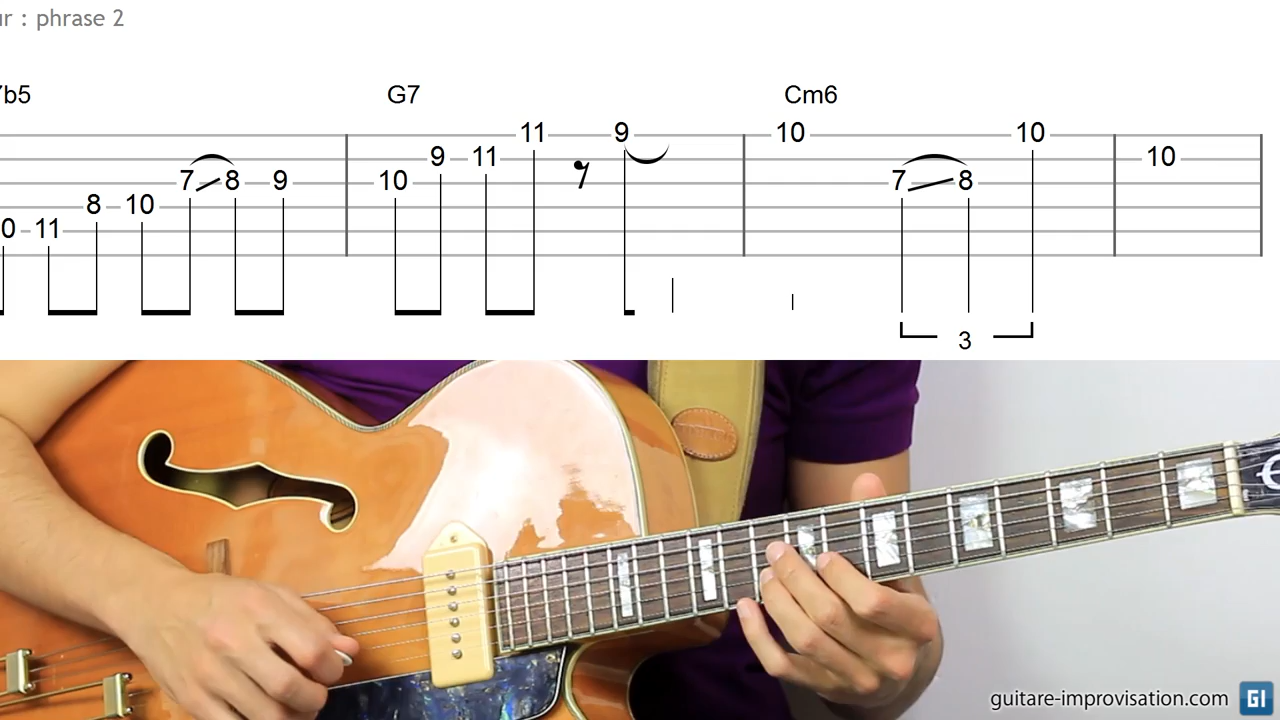 ur : phrase 2
7b5 G7 Cm6
11 9 10 10
9 11 10
7 8 9 10 7 8
8 10
0 11
3
guitare-improvisation.com GI